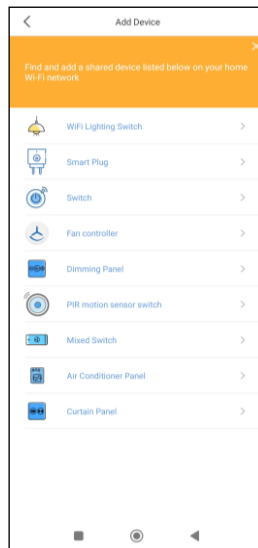 Add Device
Find and add a shared device listed below on your home
Wi-Fi network
WiFi Lighting Switch
Smart Plug
Switch
Fan controller
Dimming Panel
PIR motion sensor switch
Mixed Switch
Air Conditioner Panel
Curtain Panel